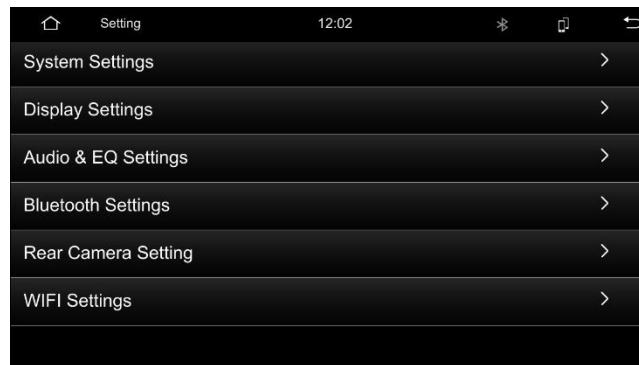 Setting 12:02
System Settings
Display Settings
Audio & EQ Settings
Bluetooth Settings
Rear Camera Setting
WIFI Settings